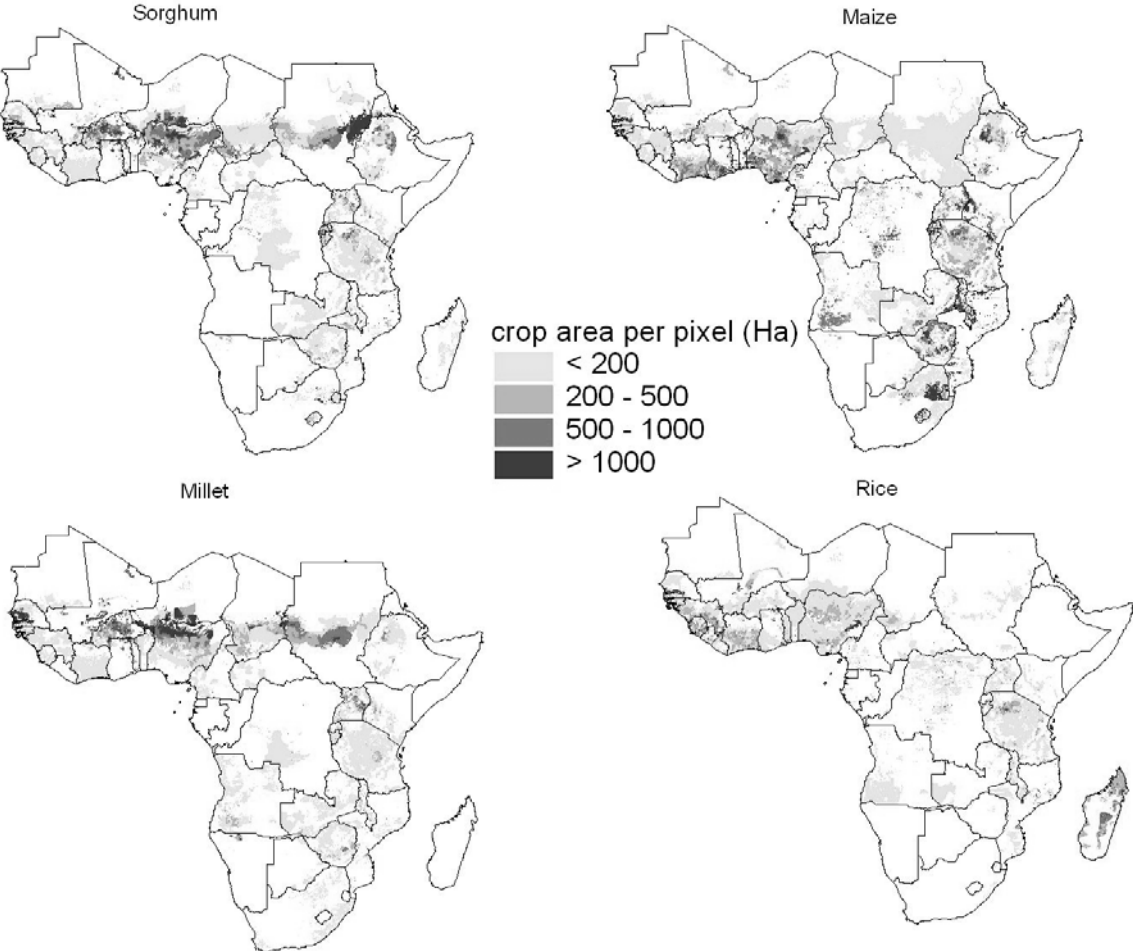 Sorghum
Maize
crop area per pixel (Ha)
< 200
200 - 500
500 - 1000
> 1000
Millet
Rice